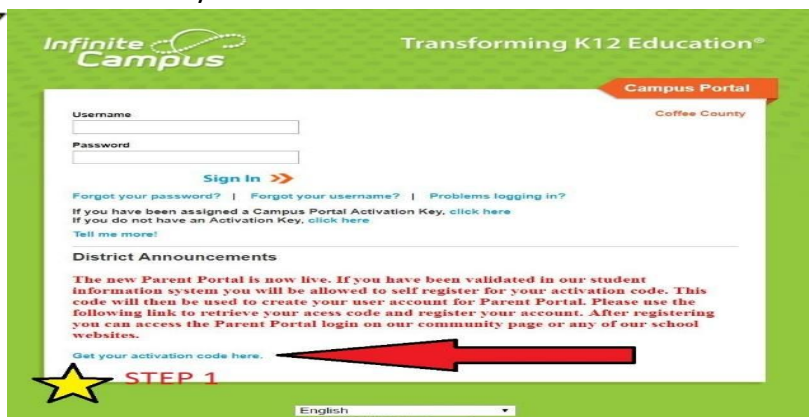 Infinite
Campus
Transforming K12 Education®
Campus Portal
Coffee County
Username
Password
Sign In
Forgot your password? | Forgot your username? | Problems logging in?
If you have been assigned a Campus Portal Activation Key, click here
If you do not have an Activation Key, click here
Tell me more!
District Announcements
The new Parent Portal is now live. If you have been validated in our student
information system you will be allowed to self register for your activation code. This
code will then be used to create your user account for Parent Portal. Please use the
following link to retrieve your acess code and register your account. After registering
you can access the Parent Portal login on our community page or any of our school
websites.
Get your activation code here.
STEP 1
English